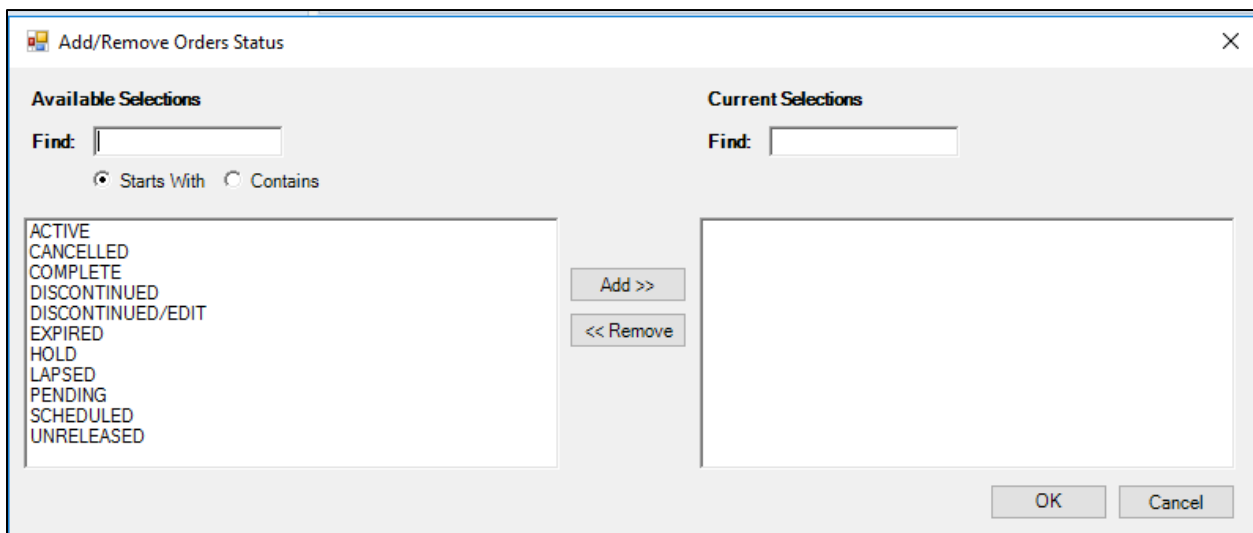 Add/Remove Orders Status
Available Selections
Current Selections
Find:
Find:
Starts With
Contains
ACTIVE
CANCELLED
COMPLETE
DISCONTINUED
DISCONTINUED/EDIT
EXPIRED
HOLD
LAPSED
PENDING
SCHEDULED
UNRELEASED
Add >>
<< Remove
OK
Cancel